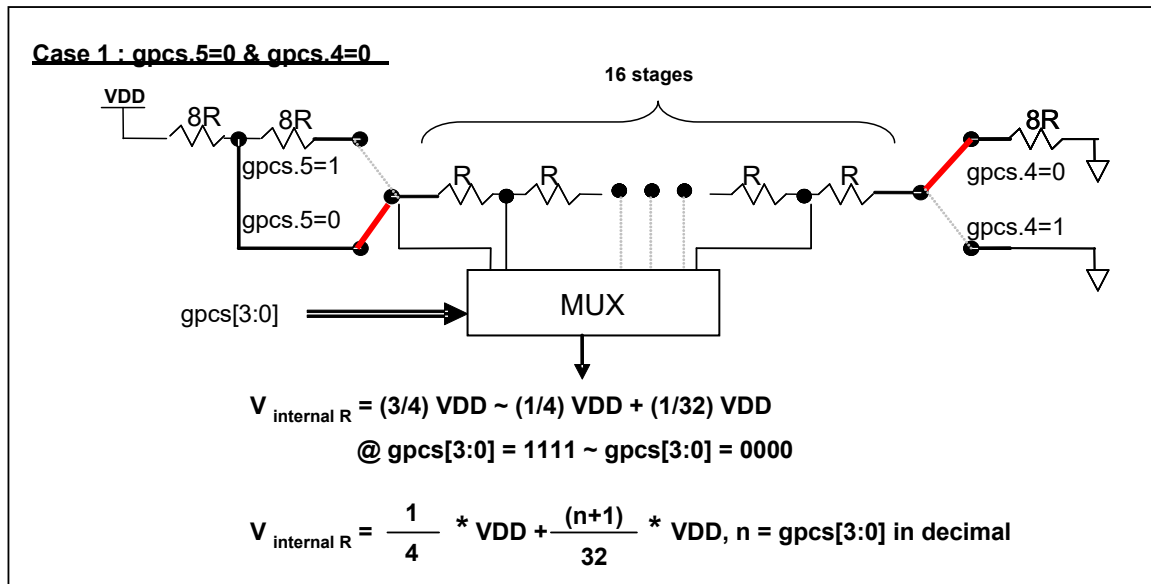 Case 1 : gpcs.5=0 & gpcs.4=0
16 stages
VDD
8R
8R
8R
gpcs.5=1
R
R
R
R
gpcs.4=0
gpcs.5=0
gpcs.4=1
MUX
gpcs[3:0]
V internal R = (3/4) VDD ~ (1/4) VDD + (1/32) VDD
@ gpcs[3:0] = 1111 ~ gpcs[3:0] = 0000
V internal R = 1/4 * VDD + (n+1)/32 * VDD, n = gpcs[3:0] in decimal